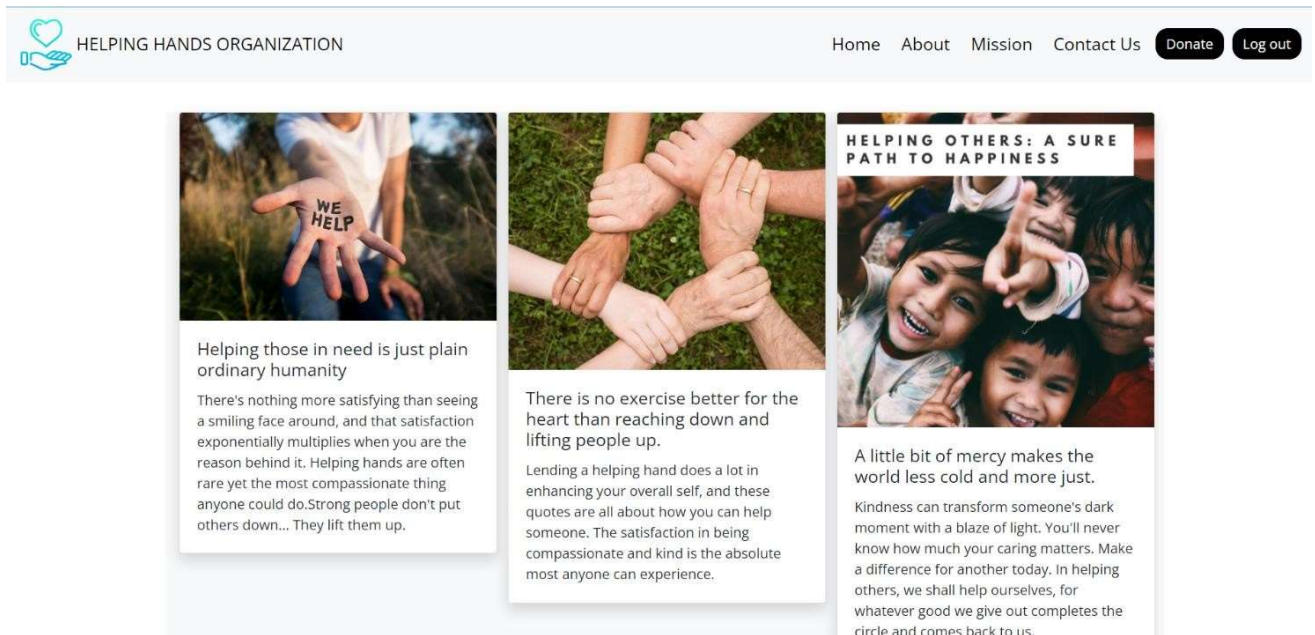 HELPING HANDS ORGANIZATION
Home About Mission Contact Us Donate Log out
WE
HELP
Helping those in need is just plain
ordinary humanity
There's nothing more satisfying than seeing
a smiling face around, and that satisfaction
exponentially multiplies when you are the
reason behind it. Helping hands are often
rare yet the most compassionate thing
anyone could do.Strong people don't put
others down... They lift them up.
There is no exercise better for the
heart than reaching down and
lifting people up.
Lending a helping hand does a lot in
enhancing your overall self, and these
quotes are all about how you can help
someone. The satisfaction in being
compassionate and kind is the absolute
most anyone can experience.
HELPING OTHERS: A SURE
PATH TO HAPPINESS
A little bit of mercy makes the
world less cold and more just.
Kindness can transform someone's dark
moment with a blaze of light. You'll never
know how much your caring matters. Make
a difference for another today. In helping
others, we shall help ourselves, for
whatever good we give out completes the
circle and comes back to us.